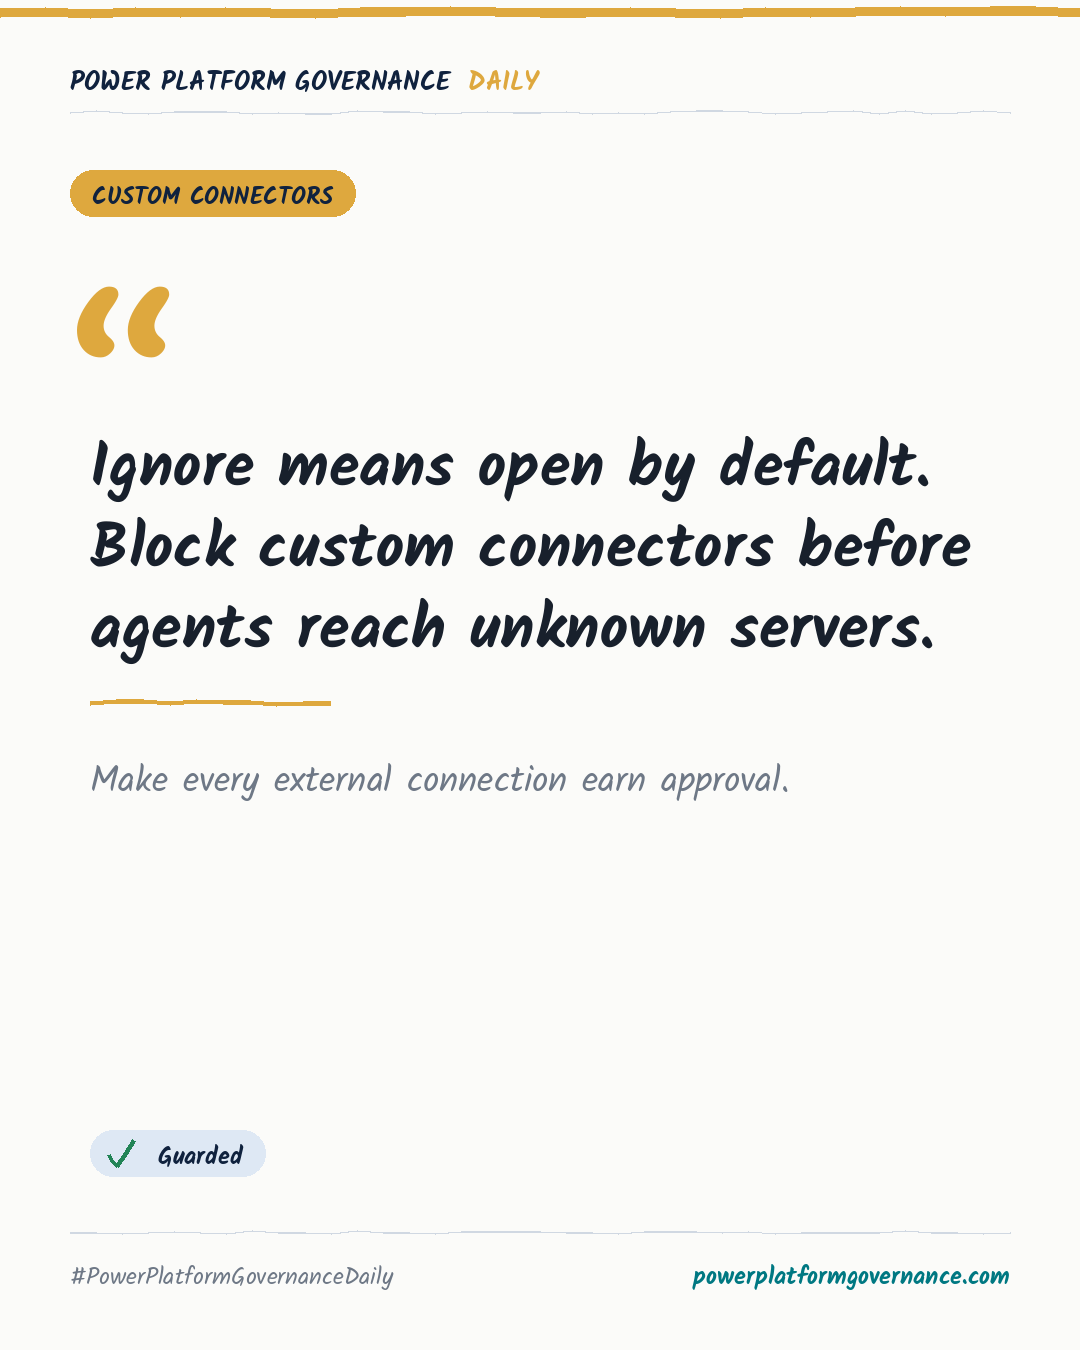 POWER PLATFORM GOVERNANCE DAILY
CUSTOM CONNECTORS
“
Ignore means open by default.
Block custom connectors before
agents reach unknown servers.
Make every external connection earn approval.
✓ Guarded
#PowerPlatformGovernanceDaily
powerplatformgovernance.com